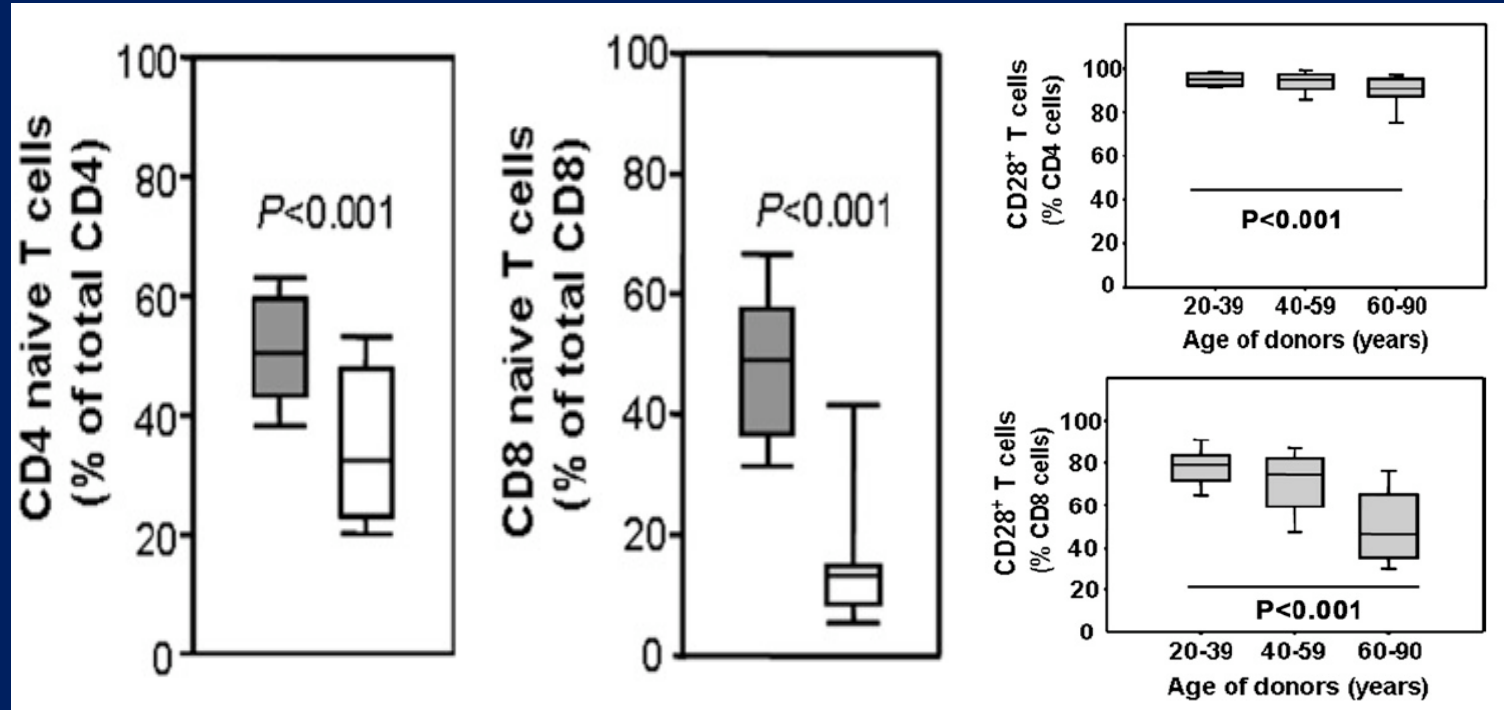 CD4 naive T cells
(% of total CD4)
100
80
60
40
20
0
P<0.001
CD8 naive T cells
(% of total CD8)
100
80
60
40
20
0
P<0.001
CD28⁺ T cells
(% CD4 cells)
100
80
60
40
20
0
P<0.001
20-39 40-59 60-90
Age of donors (years)
CD28⁺ T cells
(% CD8 cells)
100
80
60
40
20
0
P<0.001
20-39 40-59 60-90
Age of donors (years)